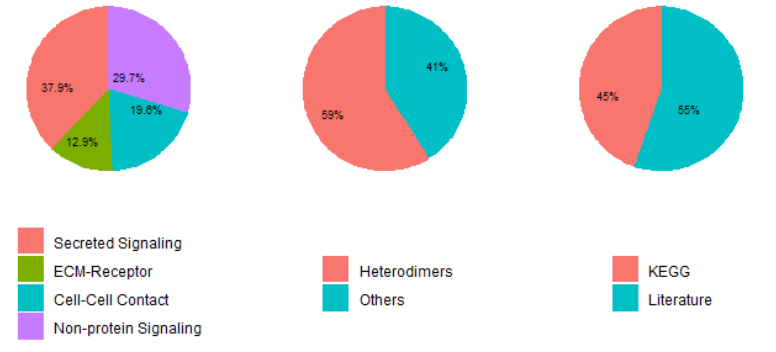 37.9%
29.7%
19.6%
12.9%
41%
59%
45%
55%
Secreted Signaling
ECM-Receptor
Cell-Cell Contact
Non-protein Signaling
Heterodimers
Others
KEGG
Literature